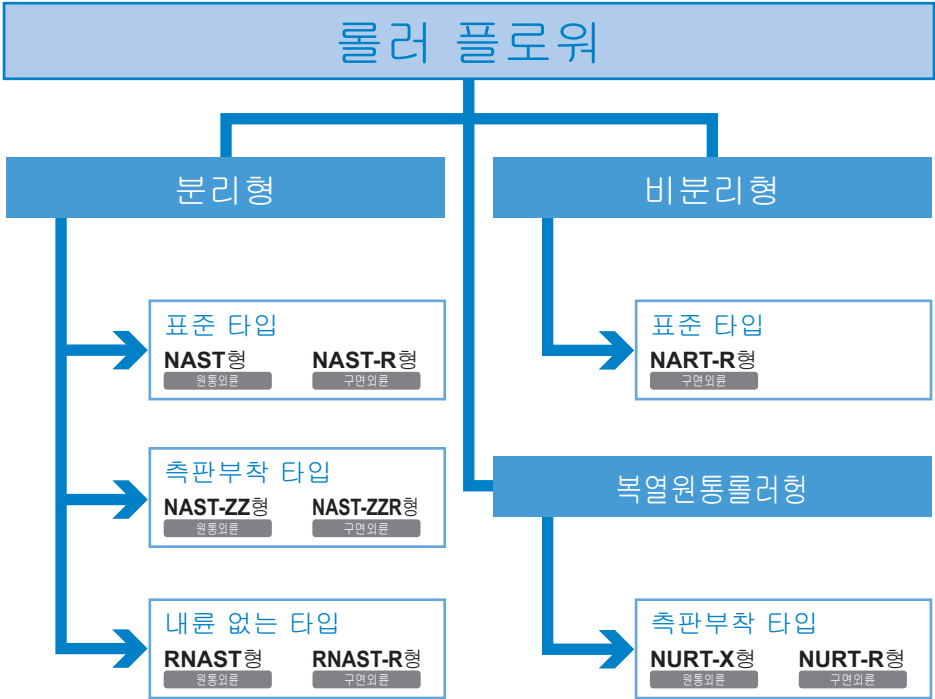 롤러 플로워
분리형
표준 타입
NAST형 NAST-R형
원통외륜 구면외륜
측판부착 타입
NAST-ZZ형 NAST-ZZR형
원통외륜 구면외륜
내륜 없는 타입
RNAST형 RNAST-R형
원통외륜 구면외륜
비분리형
표준 타입
NART-R형
구면외륜
복열원통롤러헝
측판부착 타입
NURT-X형 NURT-R형
원통외륜 구면외륜